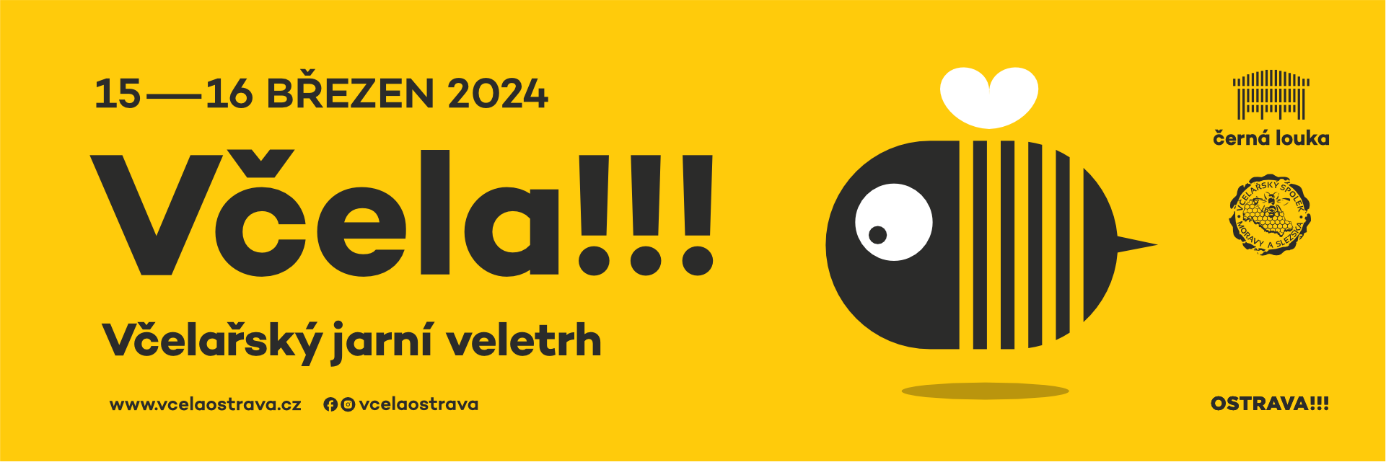 15—16 BŘEZEN 2024
Včela!!!
Včelařský jarní veletrh
www.vcelaostrava.cz vcelaostrava
černá louka
VČELAŘSKÝ SPOLEK
MORAVY A SLEZSKA
OSTRAVA!!!